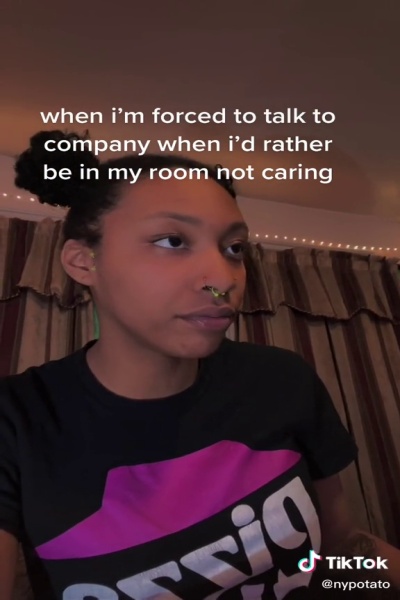 when i'm forced to talk to
company when i'd rather
be in my room not caring
TikTok
@nypotato